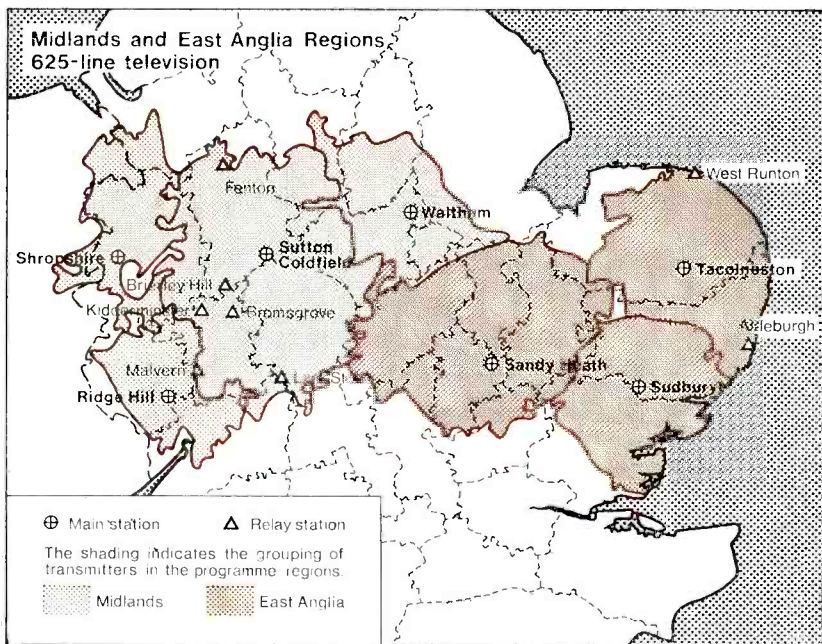 Midlands and East Anglia Regions
625-line television
West Runton
Fenton
Waltham
Shropshire
Sutton
Coldfield
Tacolneston
Brierley Hill
Kidderminster
Bromsgrove
Malvern
Sandy Heath
Ridge Hill
Sudbury
Main station
Relay station
The shading indicates the grouping of
transmitters in the programme regions.
Midlands
East Anglia